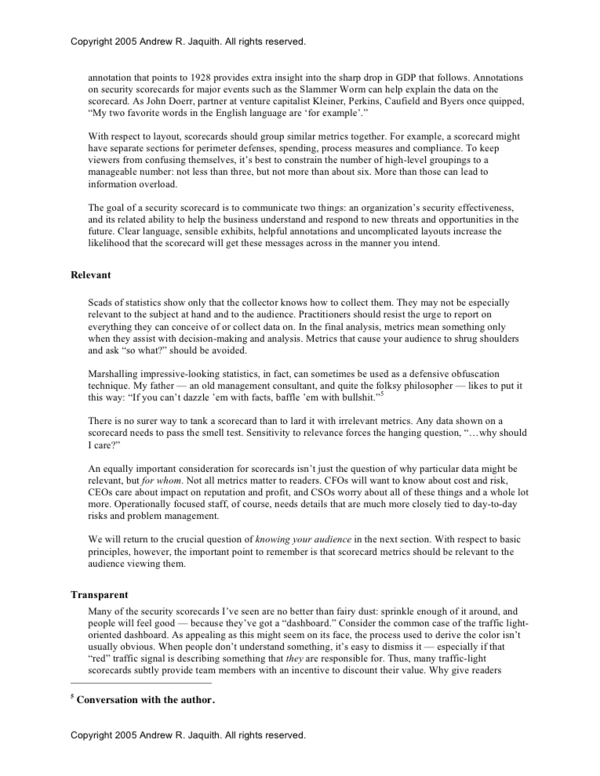 Copyright 2005 Andrew R. Jaquith. All rights reserved.
annotation that points to 1928 provides extra insight into the sharp drop in GDP that follows. Annotations
on security scorecards for major events such as the Slammer Worm can help explain the data on the
scorecard. As John Doerr, partner at venture capitalist Kleiner, Perkins, Caufield and Byers once quipped,
“My two favorite words in the English language are ‘for example’.”
With respect to layout, scorecards should group similar metrics together. For example, a scorecard might
have separate sections for perimeter defenses, spending, process measures and compliance. To keep
viewers from confusing themselves, it’s best to constrain the number of high-level groupings to a
manageable number: not less than three, but not more than about six. More than those can lead to
information overload.
The goal of a security scorecard is to communicate two things: an organization’s security effectiveness,
and its related ability to help the business understand and respond to new threats and opportunities in the
future. Clear language, sensible exhibits, helpful annotations and uncomplicated layouts increase the
likelihood that the scorecard will get these messages across in the manner you intend.
Relevant
Scads of statistics show only that the collector knows how to collect them. They may not be especially
relevant to the subject at hand and to the audience. Practitioners should resist the urge to report on
everything they can conceive of or collect data on. In the final analysis, metrics mean something only
when they assist with decision-making and analysis. Metrics that cause your audience to shrug shoulders
and ask “so what?” should be avoided.
Marshalling impressive-looking statistics, in fact, can sometimes be used as a defensive obfuscation
technique. My father — an old management consultant, and quite the folksy philosopher — likes to put it
this way: “If you can’t dazzle ’em with facts, baffle ’em with bullshit.”5
There is no surer way to tank a scorecard than to lard it with irrelevant metrics. Any data shown on a
scorecard needs to pass the smell test. Sensitivity to relevance forces the hanging question, “…why should
I care?”
An equally important consideration for scorecards isn’t just the question of why particular data might be
relevant, but for whom. Not all metrics matter to readers. CFOs will want to know about cost and risk,
CEOs care about impact on reputation and profit, and CSOs worry about all of these things and a whole lot
more. Operationally focused staff, of course, needs details that are much more closely tied to day-to-day
risks and problem management.
We will return to the crucial question of knowing your audience in the next section. With respect to basic
principles, however, the important point to remember is that scorecard metrics should be relevant to the
audience viewing them.
Transparent
Many of the security scorecards I’ve seen are no better than fairy dust: sprinkle enough of it around, and
people will feel good — because they’ve got a “dashboard.” Consider the common case of the traffic light-
oriented dashboard. As appealing as this might seem on its face, the process used to derive the color isn’t
usually obvious. When people don’t understand something, it’s easy to dismiss it — especially if that
“red” traffic signal is describing something that they are responsible for. Thus, many traffic-light
scorecards subtly provide team members with an incentive to discount their value. Why give readers
5 Conversation with the author.
Copyright 2005 Andrew R. Jaquith. All rights reserved.